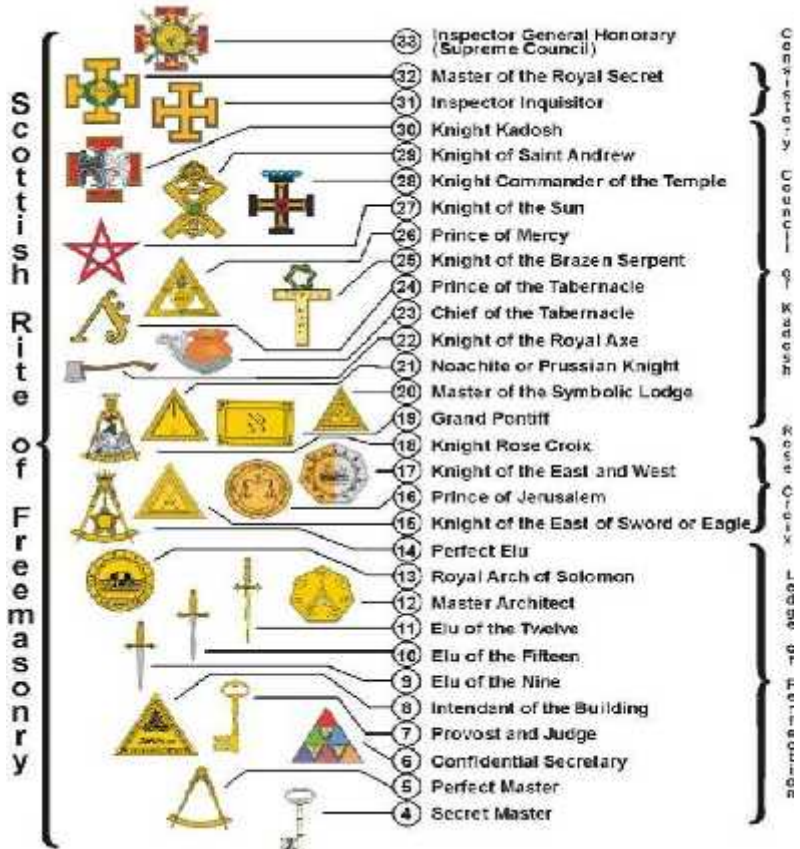 Scottish Rite of Freemasonry
33 Inspector General Honorary
(Supreme Council)
32 Master of the Royal Secret
31 Inspector Inquisitor
30 Knight Kadosh
29 Knight of Saint Andrew
28 Knight Commander of the Temple
27 Knight of the Sun
26 Prince of Mercy
25 Knight of the Brazen Serpent
24 Prince of the Tabernacle
23 Chief of the Tabernacle
22 Knight of the Royal Axe
21 Noachite or Prussian Knight
20 Master of the Symbolic Lodge
19 Grand Pontiff
18 Knight Rose Croix
17 Knight of the East and West
16 Prince of Jerusalem
15 Knight of the East of Sword or Eagle
14 Perfect Elu
13 Royal Arch of Solomon
12 Master Architect
11 Elu of the Twelve
10 Elu of the Fifteen
9 Elu of the Nine
8 Intendant of the Building
7 Provost and Judge
6 Confidential Secretary
5 Perfect Master
4 Secret Master
Consistory
Council of Kadosh
Rose Croix
Lodge of Perfection